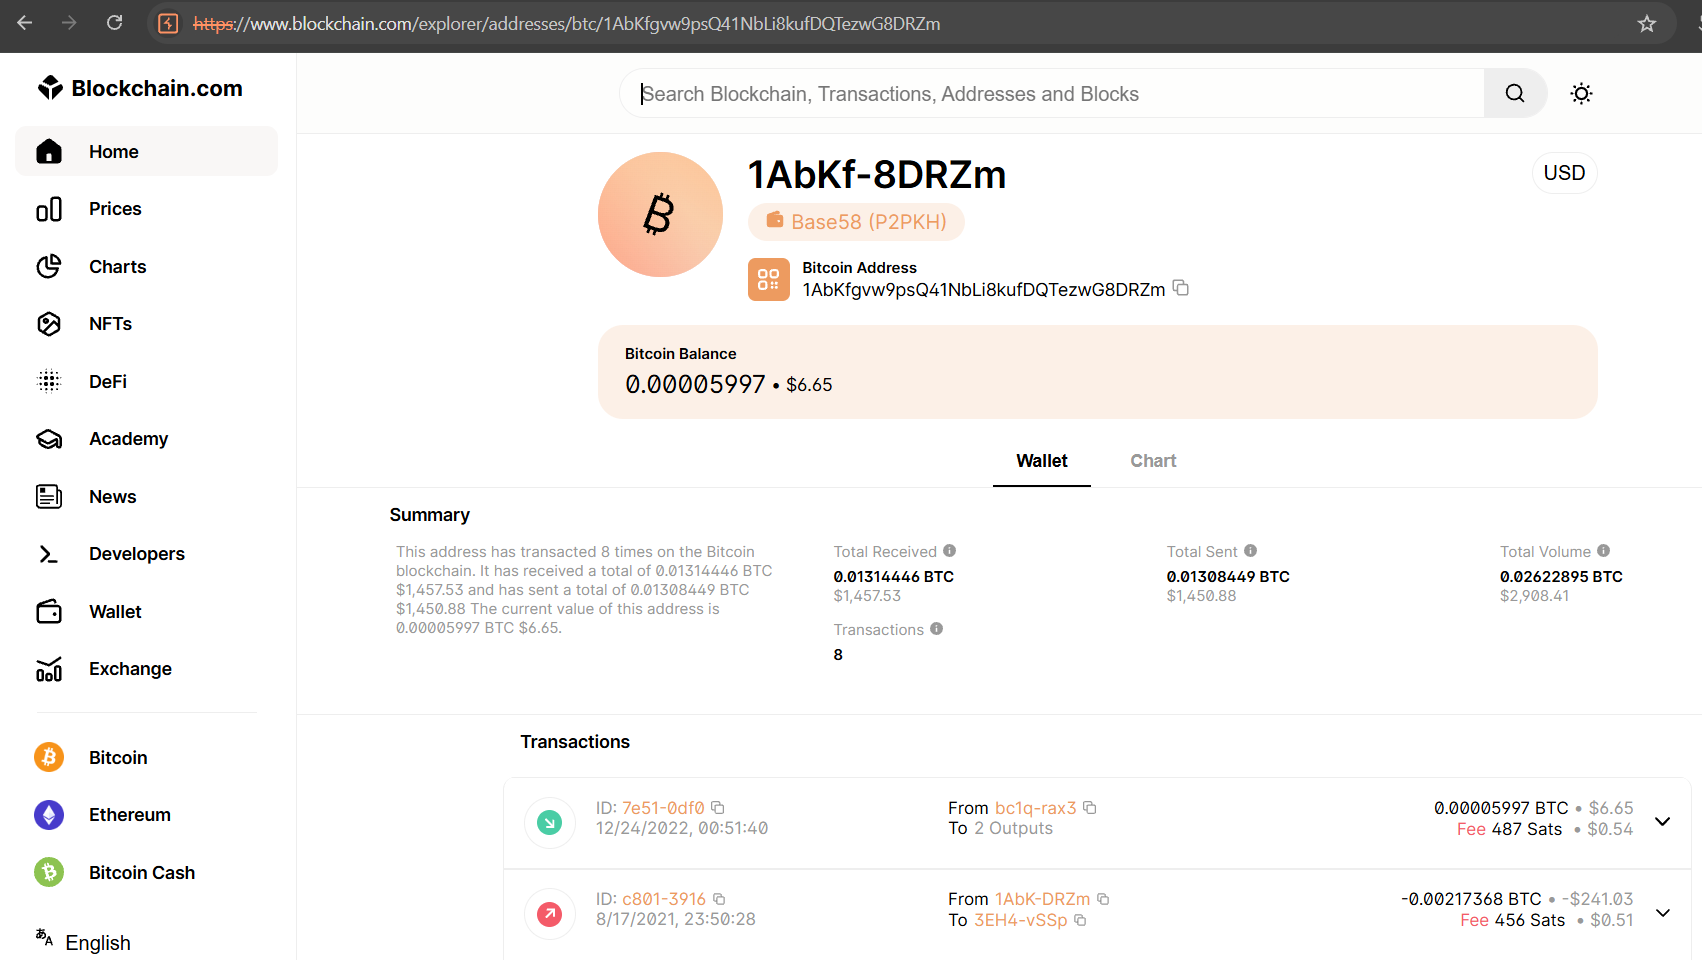 https://www.blockchain.com/explorer/addresses/btc/1AbKfgvw9psQ41NbLi8kufDQTezwG8DRZm
Blockchain.com
Search Blockchain, Transactions, Addresses and Blocks
Home
Prices
Charts
NFTs
DeFi
Academy
News
Developers
Wallet
Exchange
Bitcoin
Ethereum
Bitcoin Cash
English
1AbKf-8DRZm
USD
Base58 (P2PKH)
Bitcoin Address
1AbKfgvw9psQ41NbLi8kufDQTezwG8DRZm
Bitcoin Balance
0.00005997 • $6.65
Wallet Chart
Summary
This address has transacted 8 times on the Bitcoin
blockchain. It has received a total of 0.01314446 BTC
$1,457.53 and has sent a total of 0.01308449 BTC
$1,450.88 The current value of this address is
0.00005997 BTC $6.65.
Total Received
0.01314446 BTC
$1,457.53
Total Sent
0.01308449 BTC
$1,450.88
Total Volume
0.02622895 BTC
$2,908.41
Transactions
8
Transactions
ID: 7e51-0df0
12/24/2022, 00:51:40
From bc1q-rax3
To 2 Outputs
0.00005997 BTC • $6.65
Fee 487 Sats • $0.54
ID: c801-3916
8/17/2021, 23:50:28
From 1AbK-DRZm
To 3EH4-vSSp
-0.00217368 BTC • -$241.03
Fee 456 Sats • $0.51